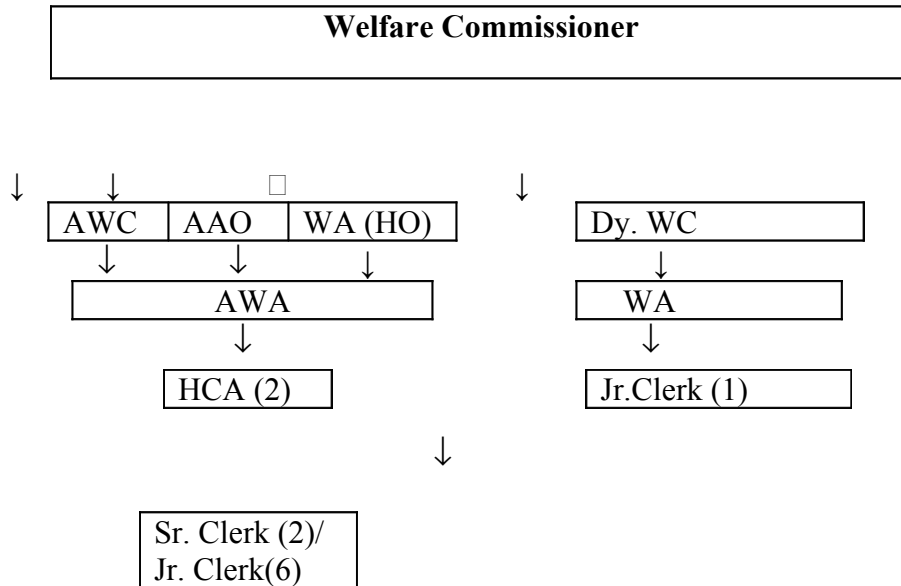 Welfare Commissioner
AWC AAO WA (HO) Dy. WC
AWA WA
HCA (2) Jr.Clerk (1)
Sr. Clerk (2)/
Jr. Clerk(6)